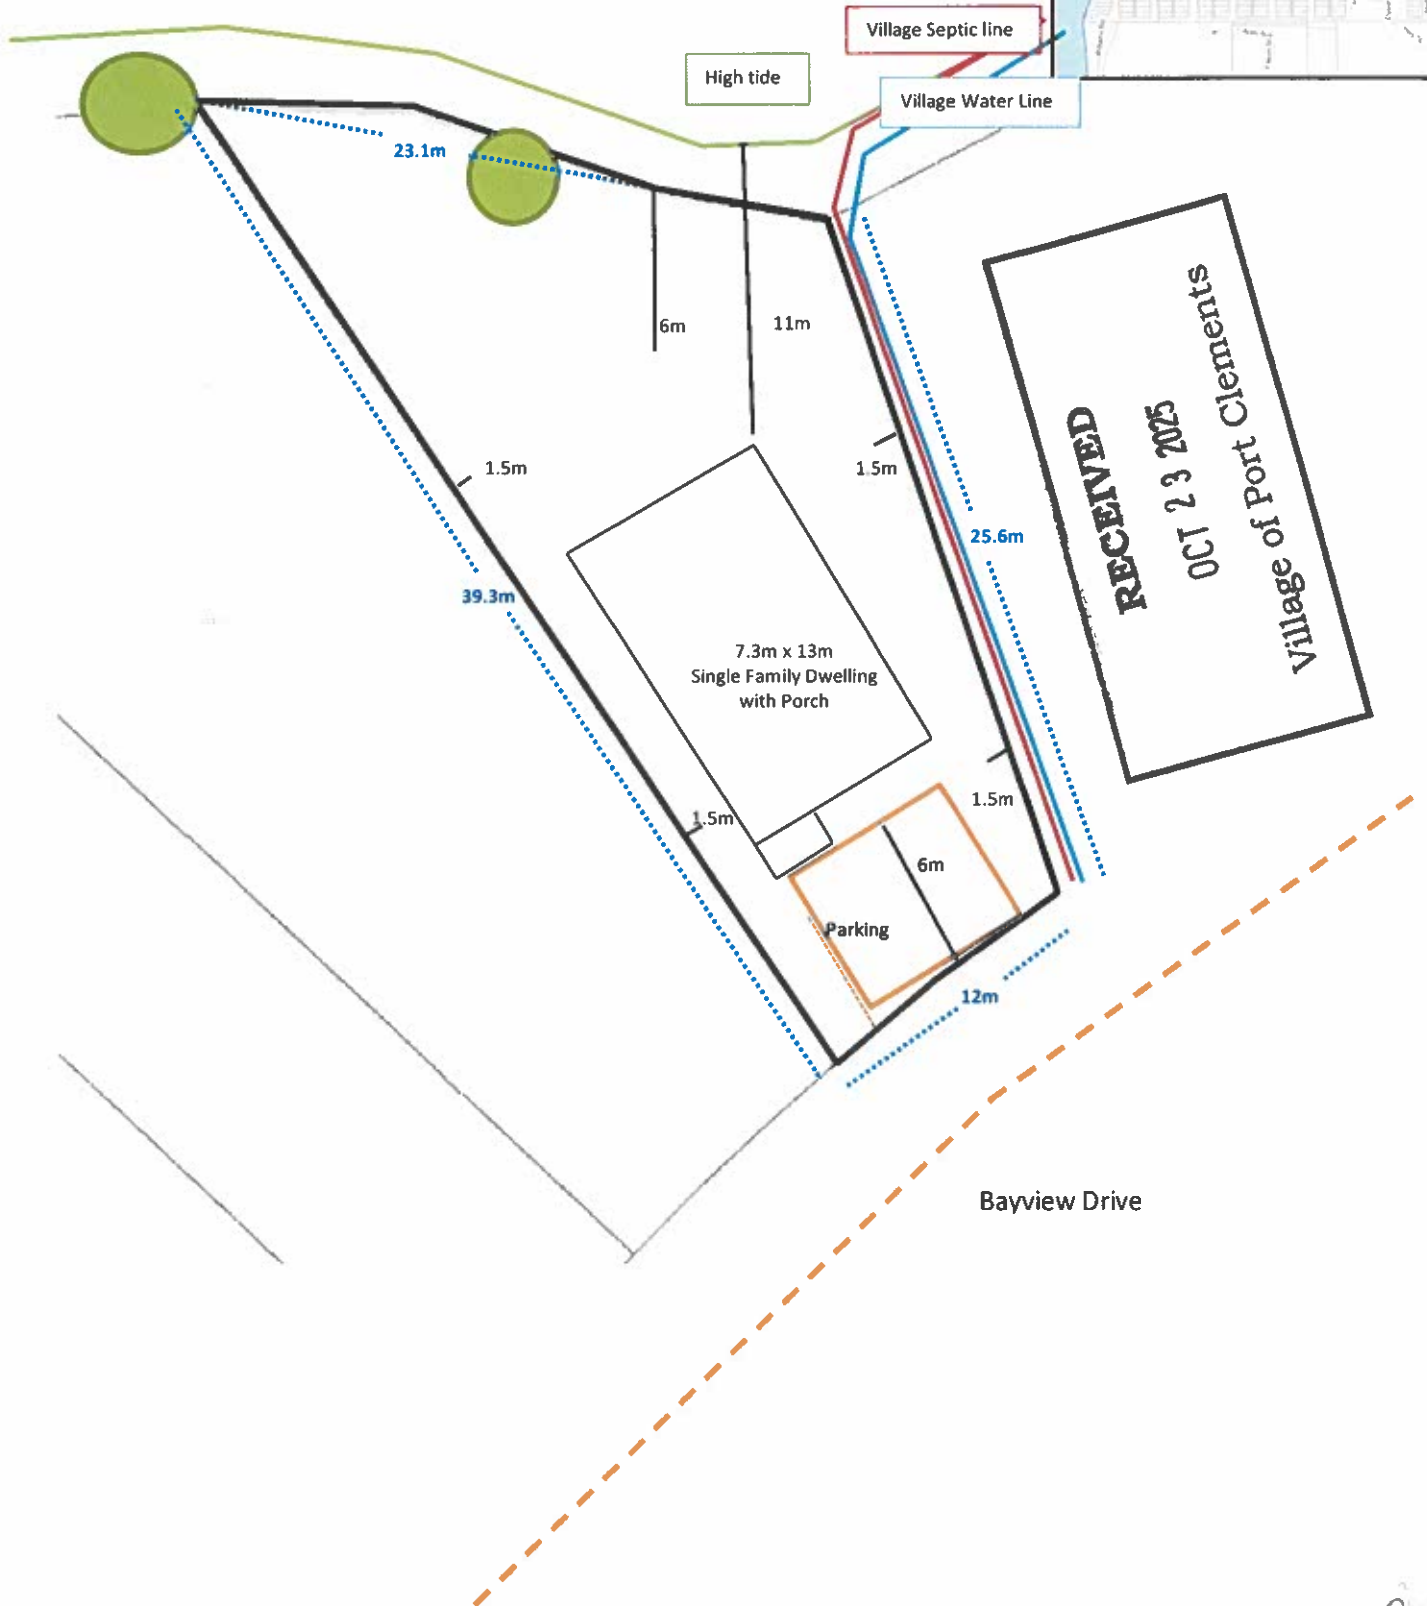 Village Septic line
High tide
Village Water Line
23.1m
6m
11m
1.5m
1.5m
25.6m
39.3m
7.3m x 13m
Single Family Dwelling
with Porch
1.5m
1.5m
6m
Parking
12m
Bayview Drive
RECEIVED
OCT 23 2025
Village of Port Clements